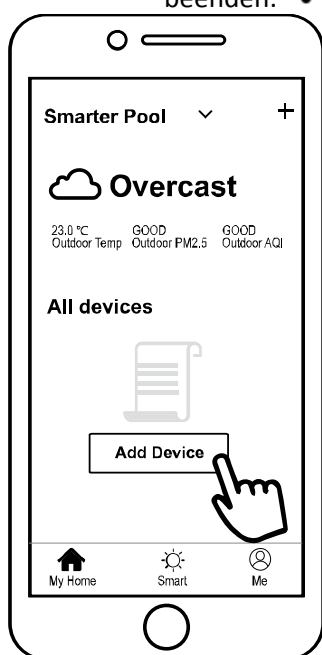 beenden. •
Smarter Pool +
Overcast
23.0 °C GOOD GOOD
Outdoor Temp Outdoor PM2.5 Outdoor AQI
All devices
Add Device
My Home Smart Me